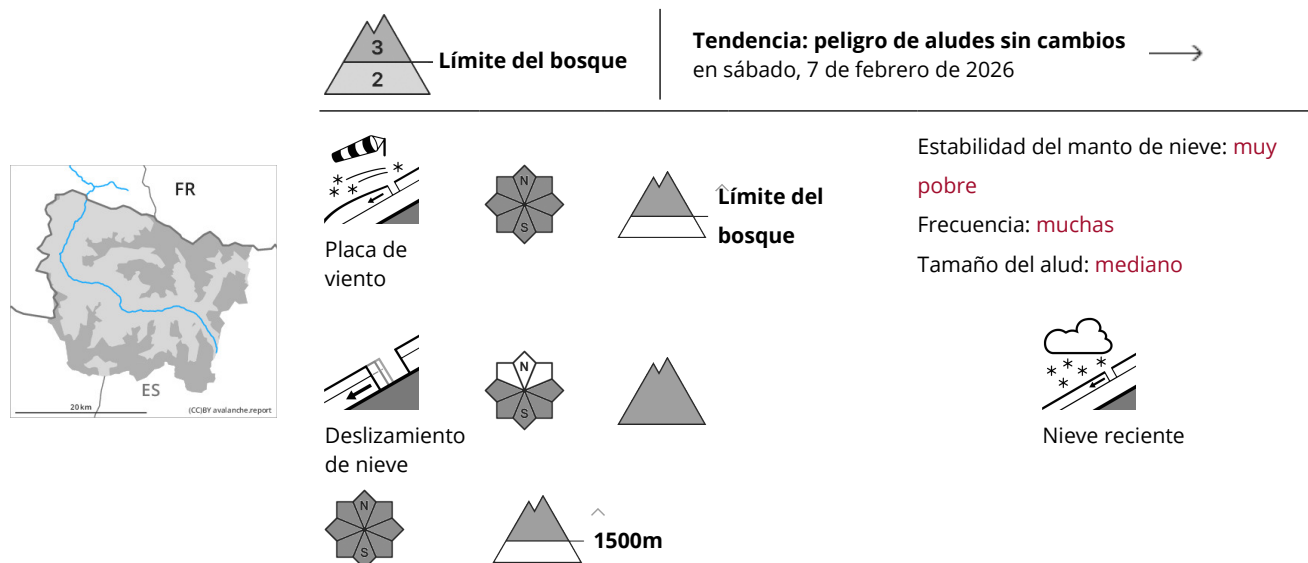 3
2
Límite del bosque
Tendencia: peligro de aludes sin cambios
en sábado, 7 de febrero de 2026
FR
ES
20 km
(CC)BY avalanche.report
Placa de
viento
N
S
Límite del
bosque
Estabilidad del manto de nieve: muy
pobre
Frecuencia: muchas
Tamaño del alud: mediano
Deslizamiento
de nieve
N
S
Nieve reciente
N
S
1500m